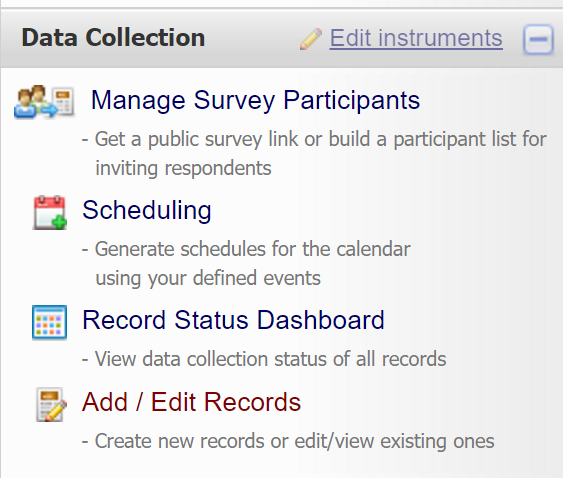 Data Collection Edit instruments
Manage Survey Participants
- Get a public survey link or build a participant list for
inviting respondents
Scheduling
- Generate schedules for the calendar
using your defined events
Record Status Dashboard
- View data collection status of all records
Add / Edit Records
- Create new records or edit/view existing ones